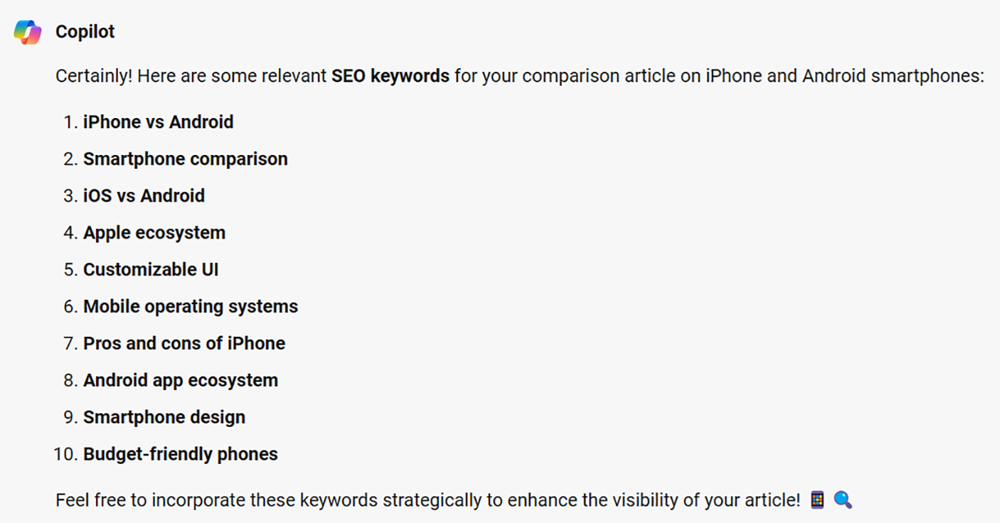 Copilot
Certainly! Here are some relevant SEO keywords for your comparison article on iPhone and Android smartphones:
1. iPhone vs Android
2. Smartphone comparison
3. iOS vs Android
4. Apple ecosystem
5. Customizable UI
6. Mobile operating systems
7. Pros and cons of iPhone
8. Android app ecosystem
9. Smartphone design
10. Budget-friendly phones
Feel free to incorporate these keywords strategically to enhance the visibility of your article! 📱 🔍